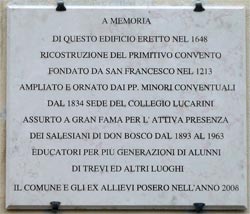 A MEMORIA
DI QUESTO EDIFICIO ERETTO NEL 1648
RICOSTRUZIONE DEL PRIMITIVO CONVENTO
FONDATO DA SAN FRANCESCO NEL 1213
AMPLIATO E ORNATO DAI PP. MINORI CONVENTUALI
DAL 1834 SEDE DEL COLLEGIO LUCARINI
ASSURTO A GRAN FAMA PER L' ATTIVA PRESENZA
DEI SALESIANI DI DON BOSCO DAL 1893 AL 1963
EDUCATORI PER PIU GENERAZIONI DI ALUNNI
DI TREVI ED ALTRI LUOGHI
IL COMUNE E GLI EX ALLIEVI POSERO NELL'ANNO 2006